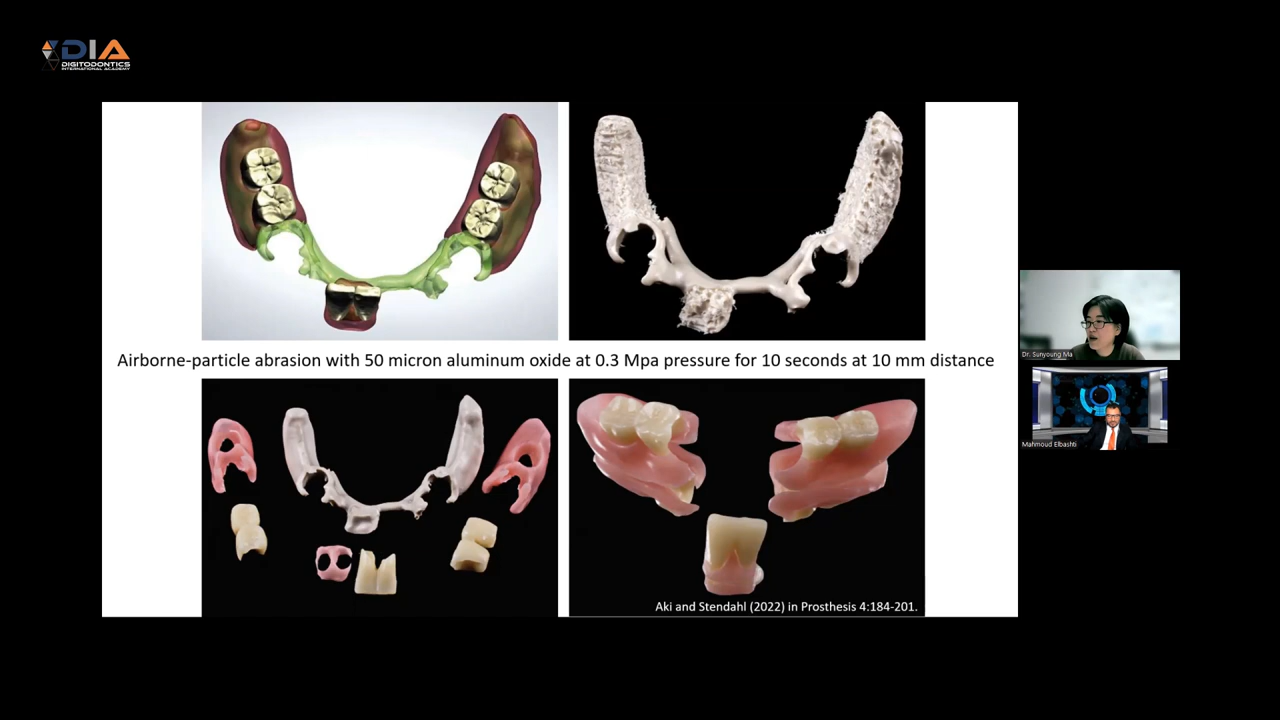 DIA
DIGITODONTICS
INTERNATIONAL ACADEMY
Airborne-particle abrasion with 50 micron aluminum oxide at 0.3 Mpa pressure for 10 seconds at 10 mm distance
Dr. Sunyoung Ma
Mahmoud Elbashti
Aki and Stendahl (2022) in Prosthesis 4:184-201.